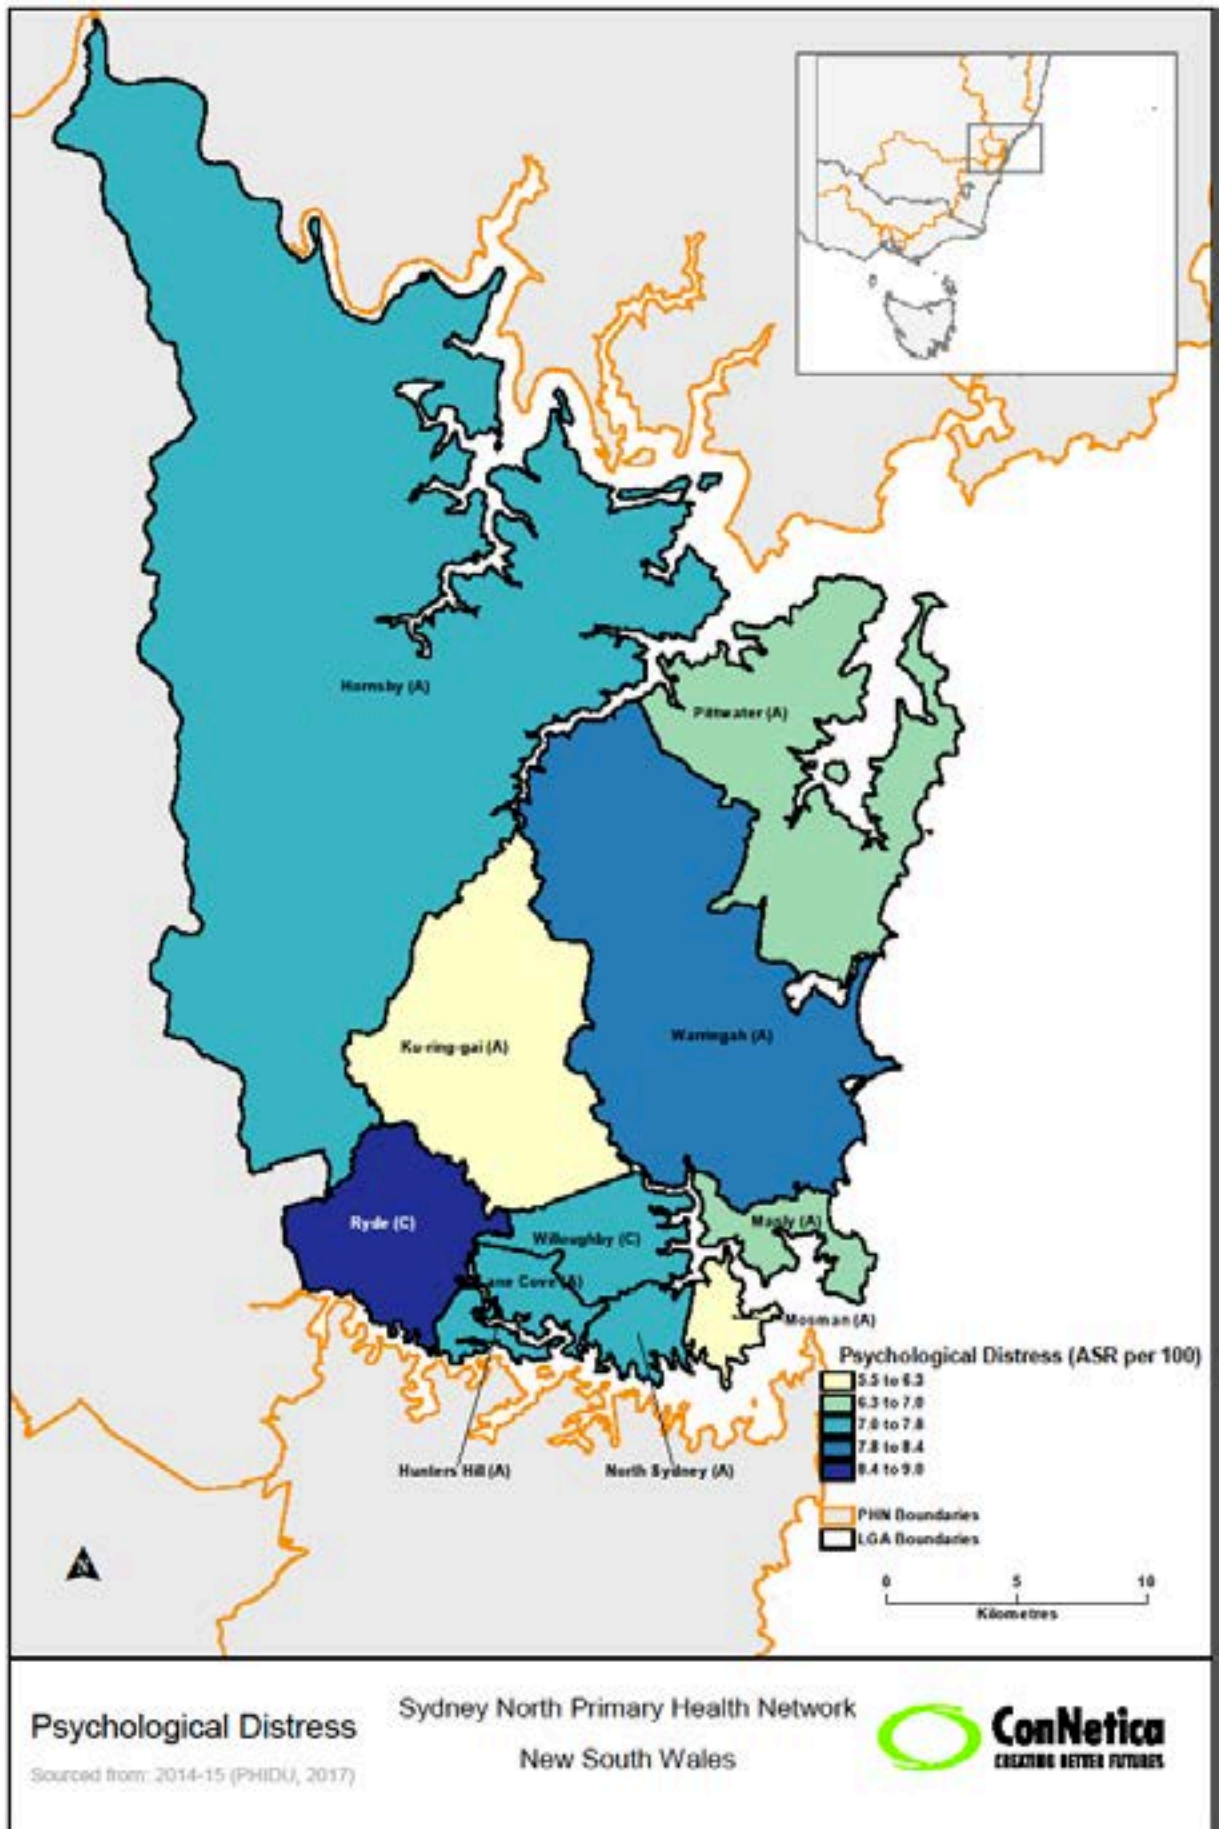 Hornsby (A)
Pittwater (A)
Ku-ring-gai (A)
Warringah (A)
Ryde (C)
Willoughby (C)
Manly (A)
Lane Cove (A)
Mosman (A)
Hunters Hill (A)
North Sydney (A)
Psychological Distress (ASR per 100)
5.5 to 6.3
6.3 to 7.0
7.0 to 7.8
7.8 to 8.4
8.4 to 9.0
PHN Boundaries
LGA Boundaries
N
0 5 10
Kilometres
Psychological Distress
Sourced from: 2014-15 (PHIDU, 2017)
Sydney North Primary Health Network
New South Wales
ConNetica
CREATING BETTER FUTURES